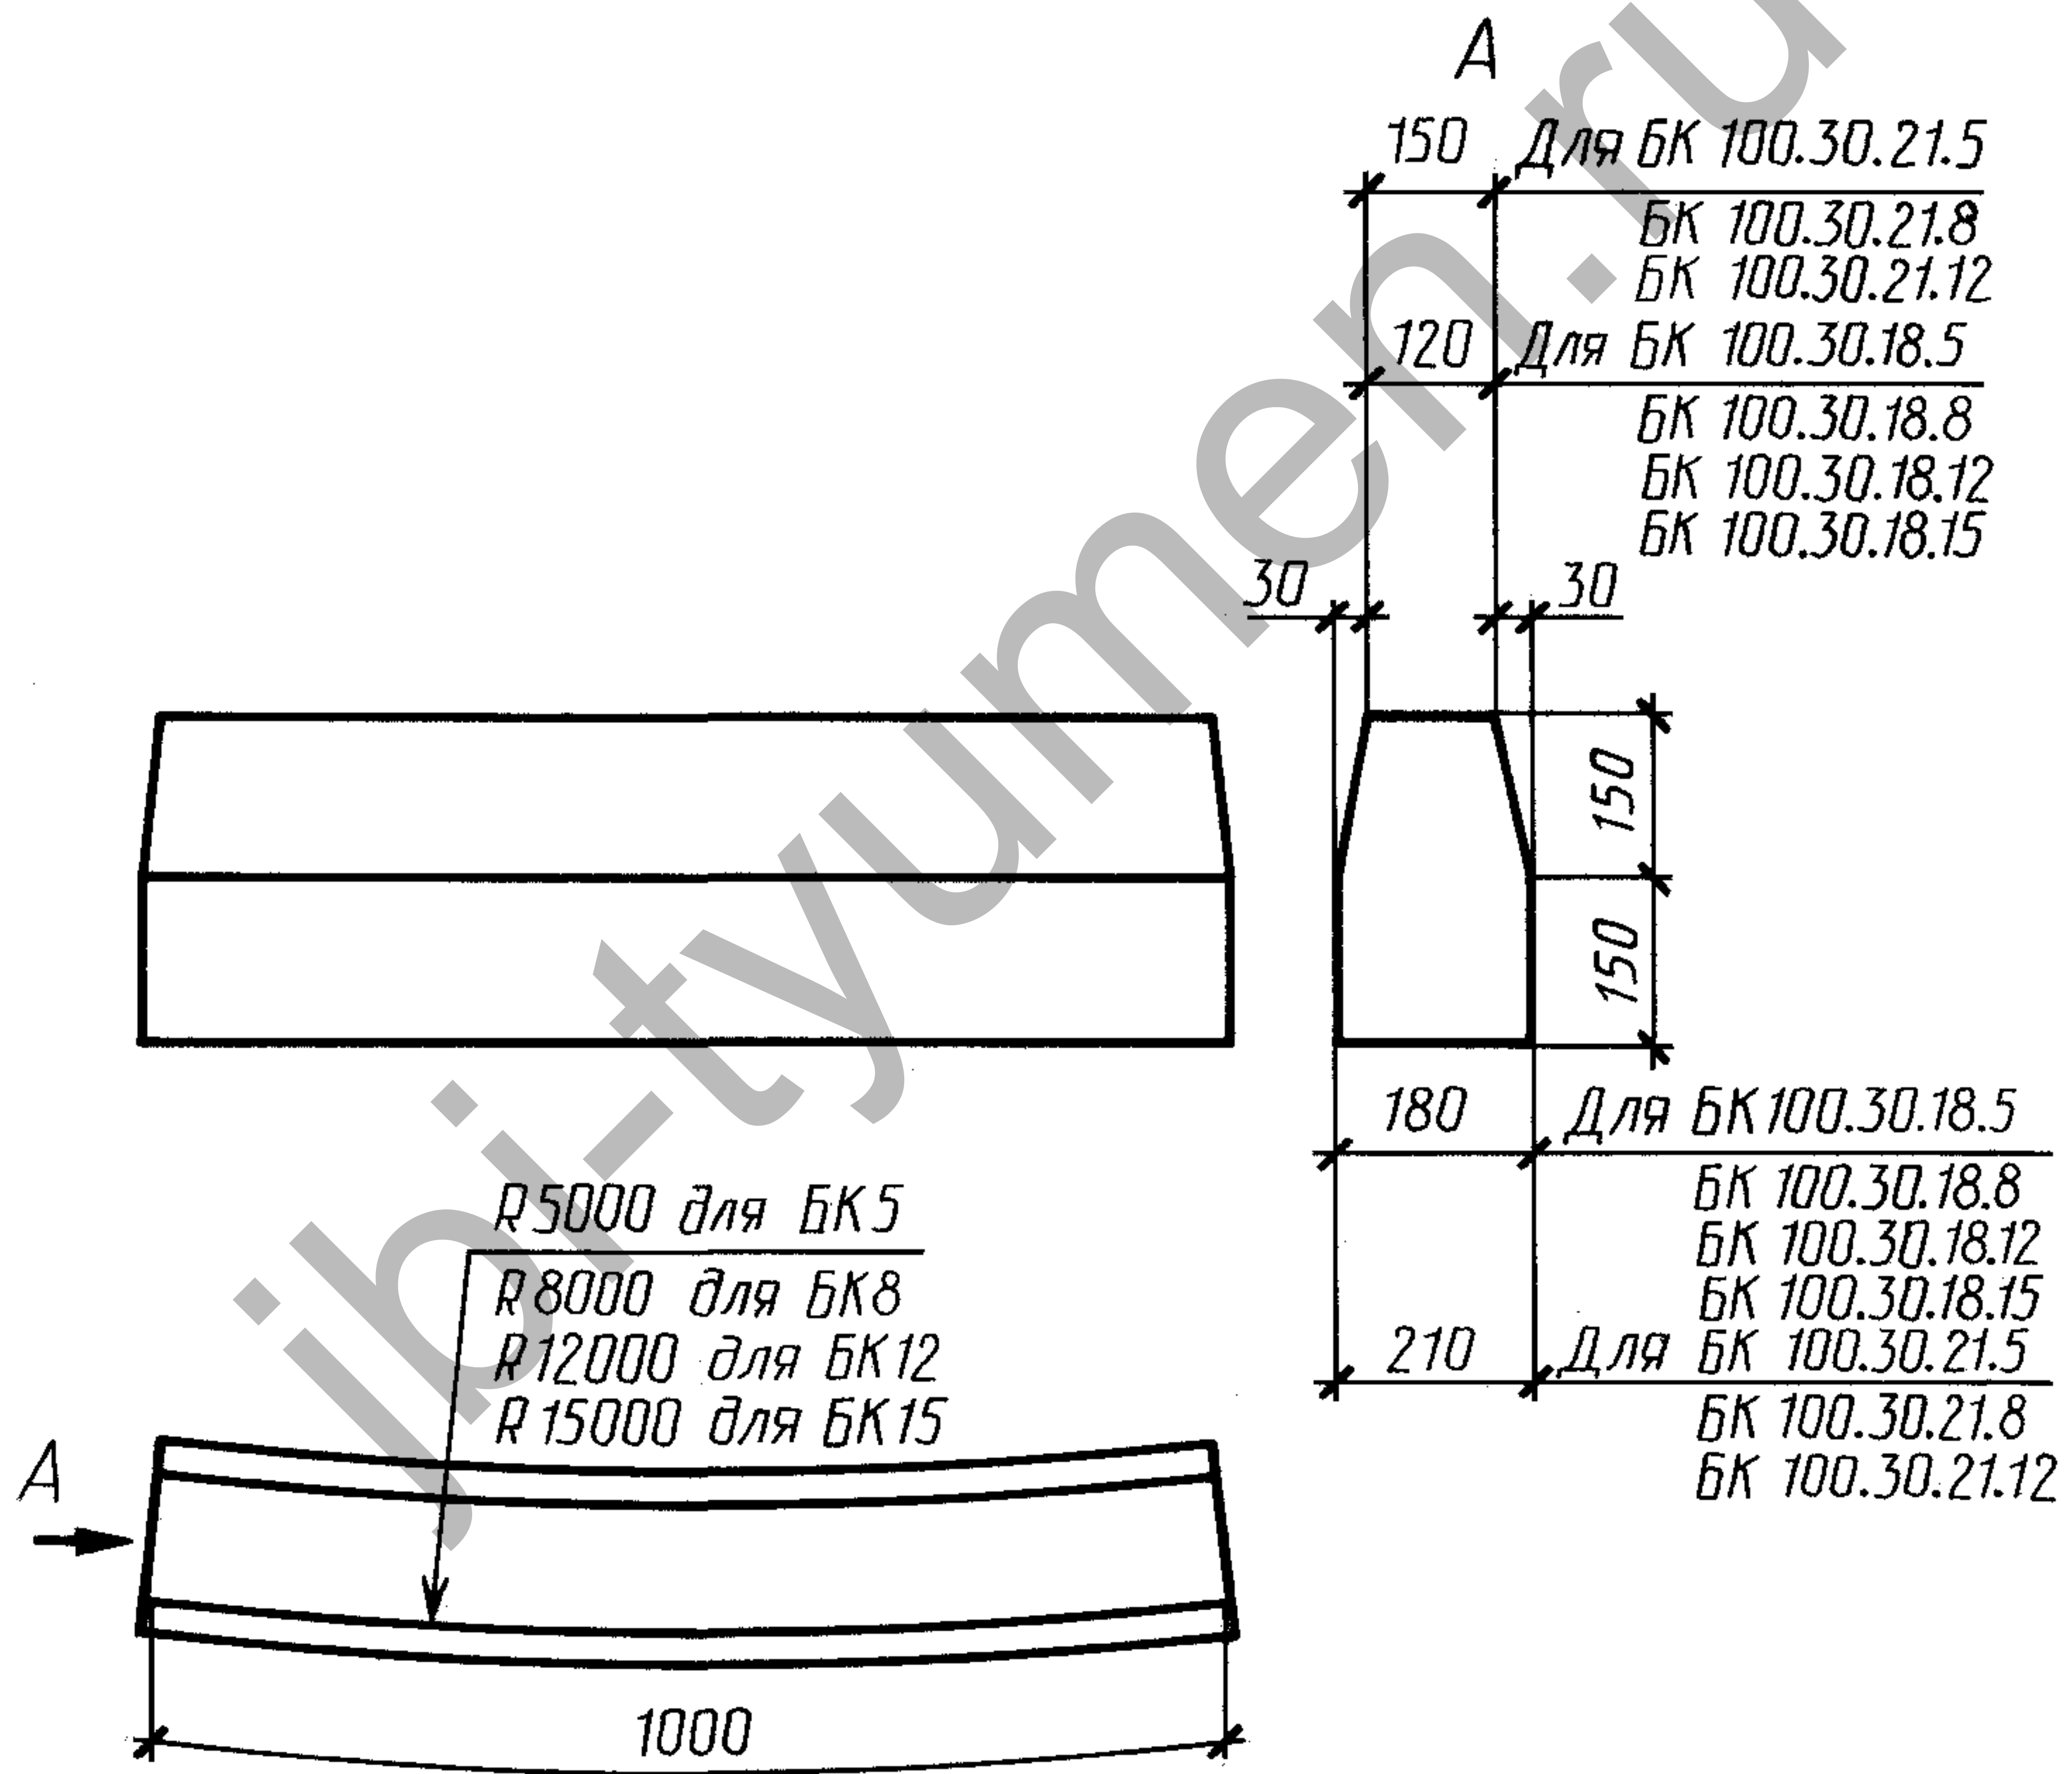 А
150 Для БК 100.30.21.5
БК 100.30.21.8
БК 100.30.21.12
120 Для БК 100.30.18.5
БК 100.30.18.8
БК 100.30.18.12
БК 100.30.18.15
30 30
150
150
180 Для БК 100.30.18.5
БК 100.30.18.8
БК 100.30.18.12
БК 100.30.18.15
210 Для БК 100.30.21.5
БК 100.30.21.8
БК 100.30.21.12
R5000 для БК5
R8000 для БК8
R12000 для БК12
R15000 для БК15
А
1000
jbi-tyumen.ru